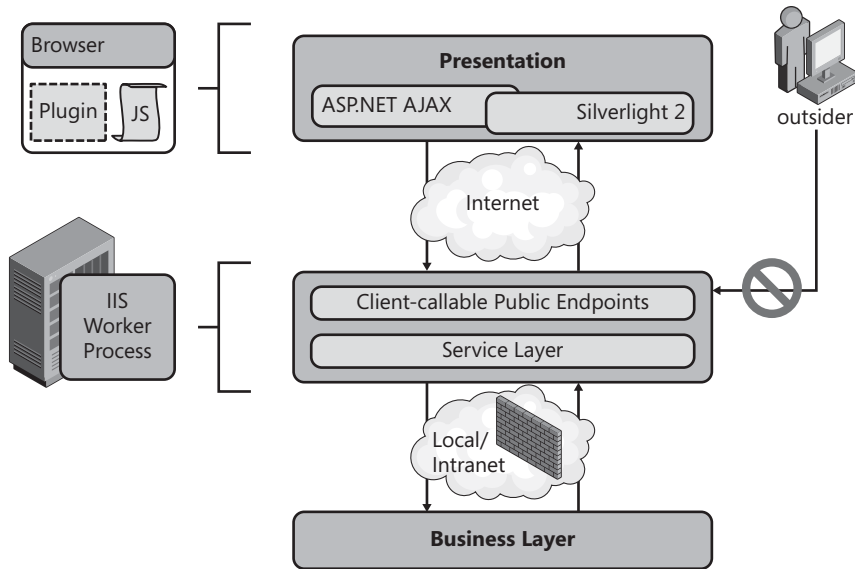 Browser
Plugin
JS
Presentation
ASP.NET AJAX
Silverlight 2
outsider
Internet
IIS
Worker
Process
Client-callable Public Endpoints
Service Layer
Local/
Intranet
Business Layer